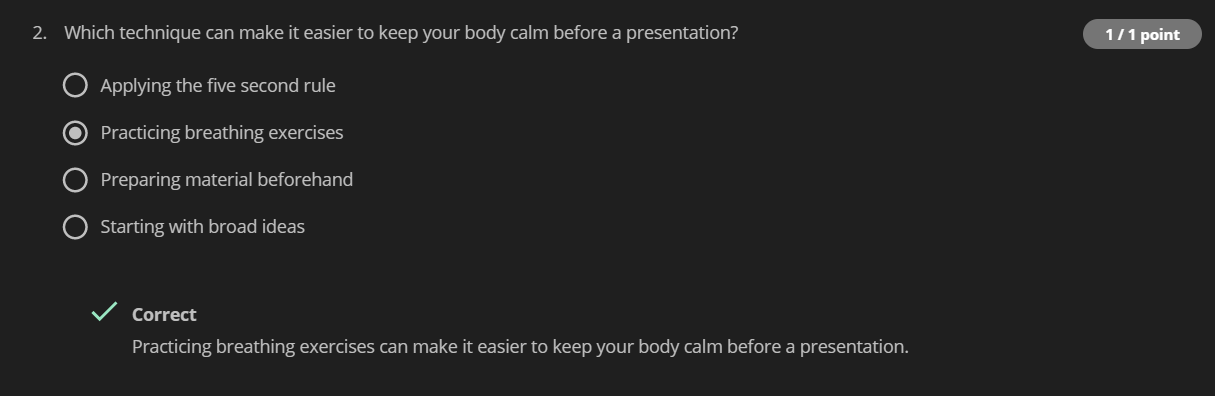 2. Which technique can make it easier to keep your body calm before a presentation?
1 / 1 point
Applying the five second rule
Practicing breathing exercises
Preparing material beforehand
Starting with broad ideas
Correct
Practicing breathing exercises can make it easier to keep your body calm before a presentation.